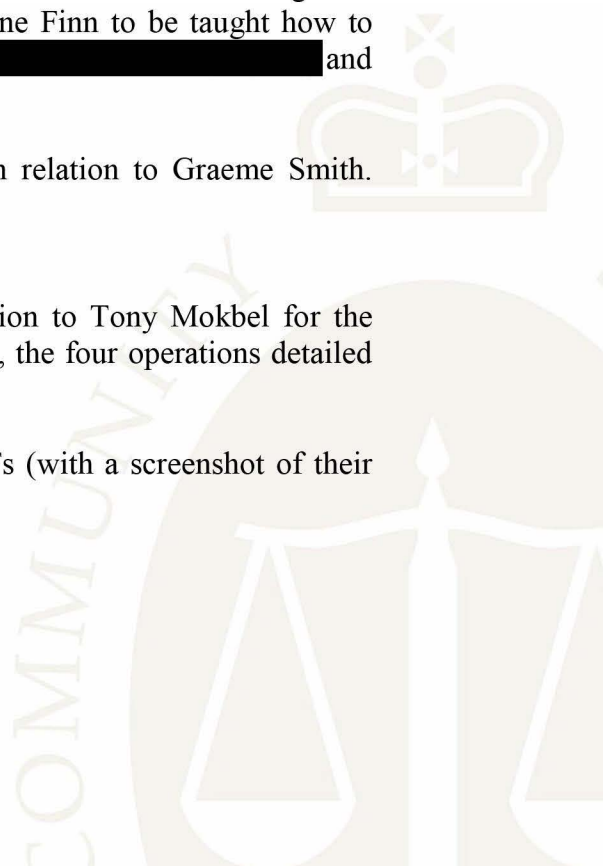 ne Finn to be taught how to
and
n relation to Graeme Smith.
ion to Tony Mokbel for the
, the four operations detailed
's (with a screenshot of their
COMMUNITY